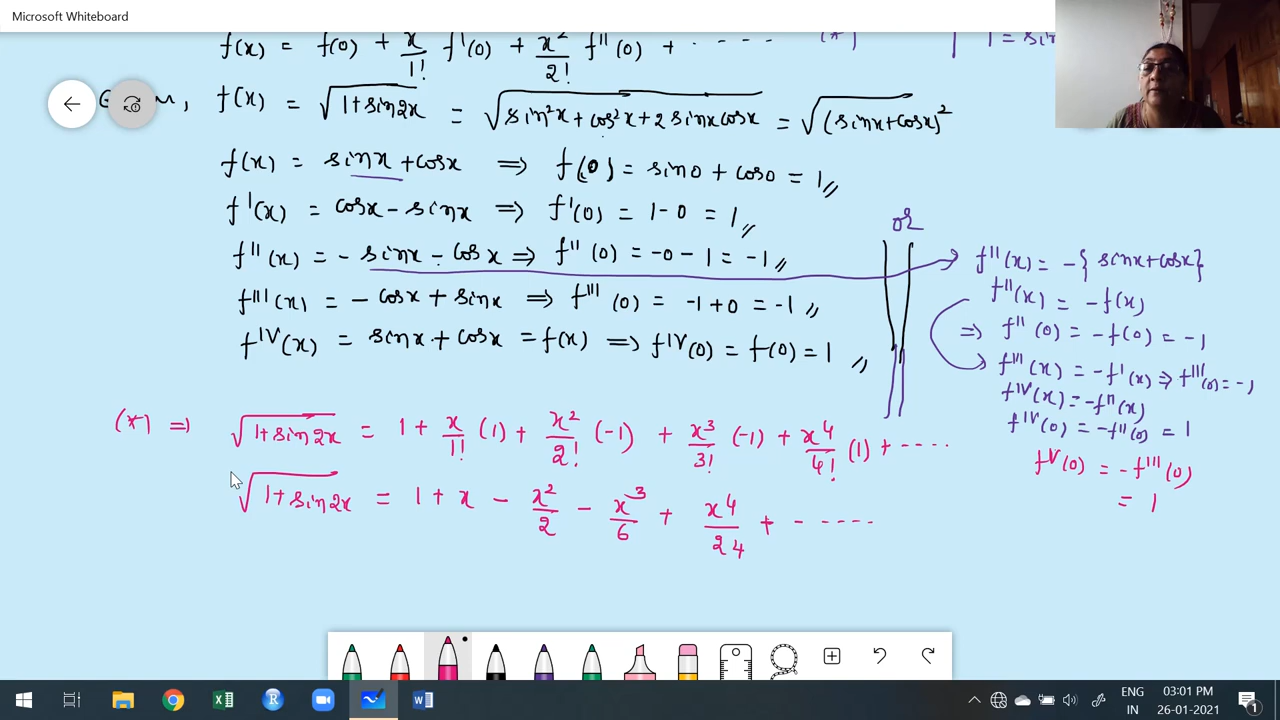 Microsoft Whiteboard
f(x) = f(0) + x/1! f'(0) + x²/2! f''(0) + - - - - - (*)
1 = sin
f(x) = √(1+sin2x) = √(sin²x + cos²x + 2 sinx cosx) = √(sinx+cosx)²
f(x) = sinx + cosx ⇒ f(0) = sin0 + cos0 = 1,,
f'(x) = cosx - sinx ⇒ f'(0) = 1-0 = 1,,
f''(x) = - sinx - cosx ⇒ f''(0) = -0 - 1 = -1,,
f'''(x) = - cosx + sinx ⇒ f'''(0) = -1+0 = -1,,
f^IV(x) = sinx + cosx = f(x) ⇒ f^IV(0) = f(0) = 1,,
or
f''(x) = -{ sinx+cosx}
f''(x) = -f(x)
⇒ f''(0) = -f(0) = -1
f'''(x) = -f'(x) ⇒ f'''(0) = -1
f^IV(x) = -f''(x)
f^IV(0) = -f''(0) = 1
f^V(0) = -f'''(0)
= 1
(*) ⇒ √(1+sin2x) = 1 + x/1! (1) + x²/2! (-1) + x³/3! (-1) + x⁴/4! (1) + - - - -
√(1+sin2x) = 1 + x - x²/2 - x³/6 + x⁴/24 + - - - - - -
ENG
IN
03:01 PM
26-01-2021
1